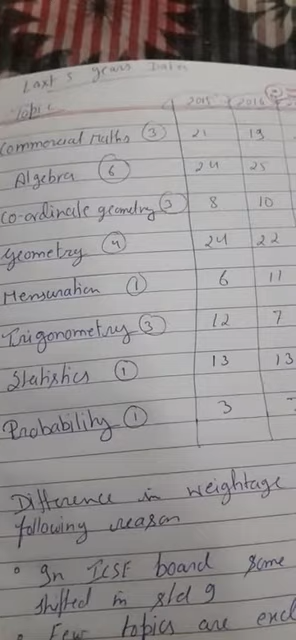 Last 5 years Data
Topic 2015 2016
Commercial Maths ③ 21 19
Algebra ⑥ 24 25
Co-ordinate geometry ③ 8 10
Geometry ④ 24 22
Mensuration ① 6 11
Trigonometry ③ 12 7
Statistics ① 13 13
Probability ① 3
Difference in weightage
following reason
• In ICSE board some
shifted in std 9
• Few topics are excl